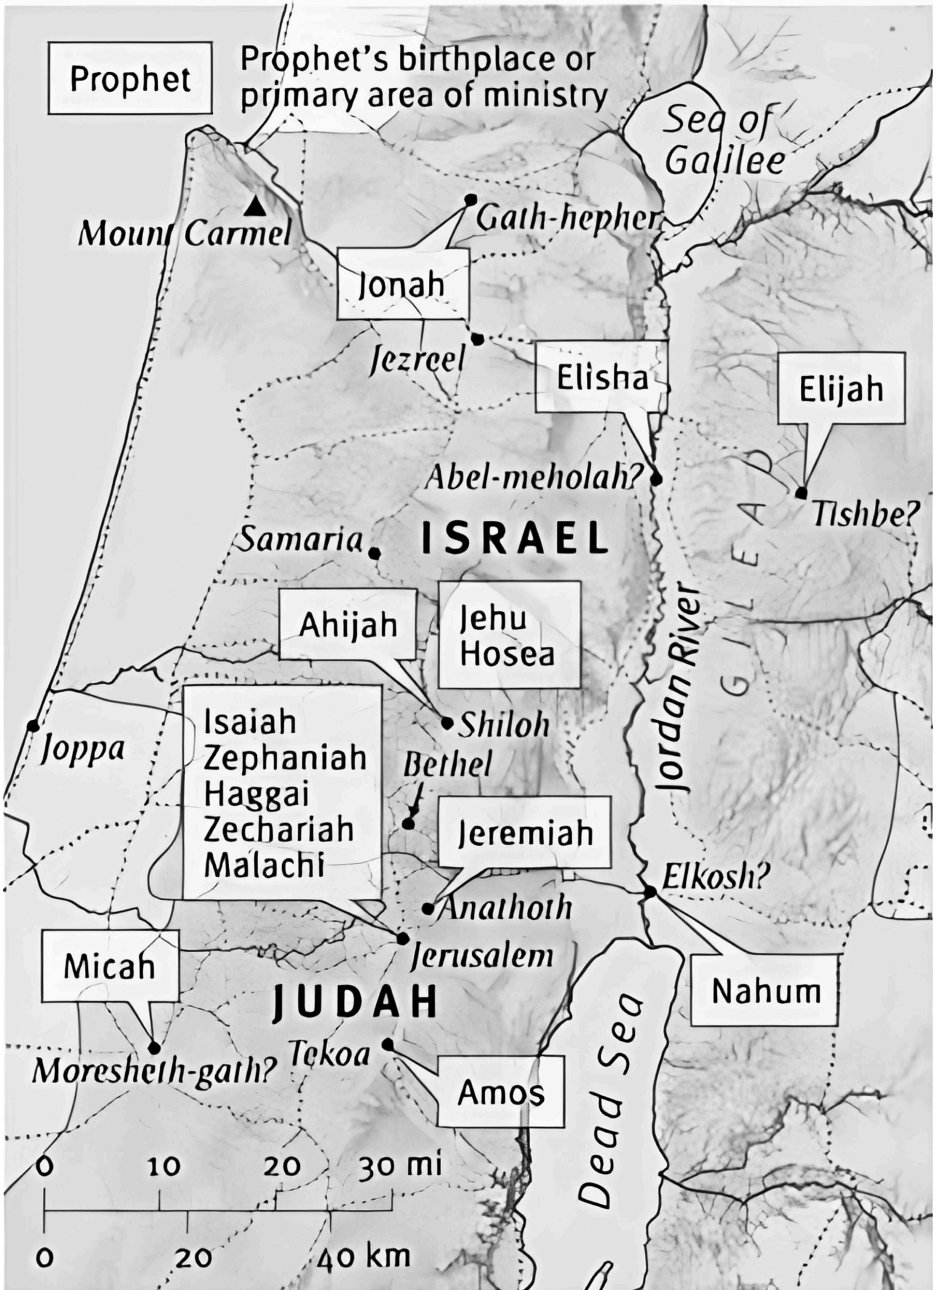 Prophet
Prophet's birthplace or
primary area of ministry
Sea of
Galilee
Mount Carmel
Gath-hepher
Jonah
Jezreel
Elisha
Elijah
Abel-meholah?
Tishbe?
Samaria
ISRAEL
GILEAD
Ahijah
Jehu
Hosea
Jordan River
Isaiah
Zephaniah
Haggai
Zechariah
Malachi
Shiloh
Joppa
Bethel
Jeremiah
Elkosh?
Anathoth
Jerusalem
Micah
Nahum
JUDAH
Moresheth-gath?
Tekoa
Amos
Dead Sea
0 10 20 30 mi
0 20 40 km